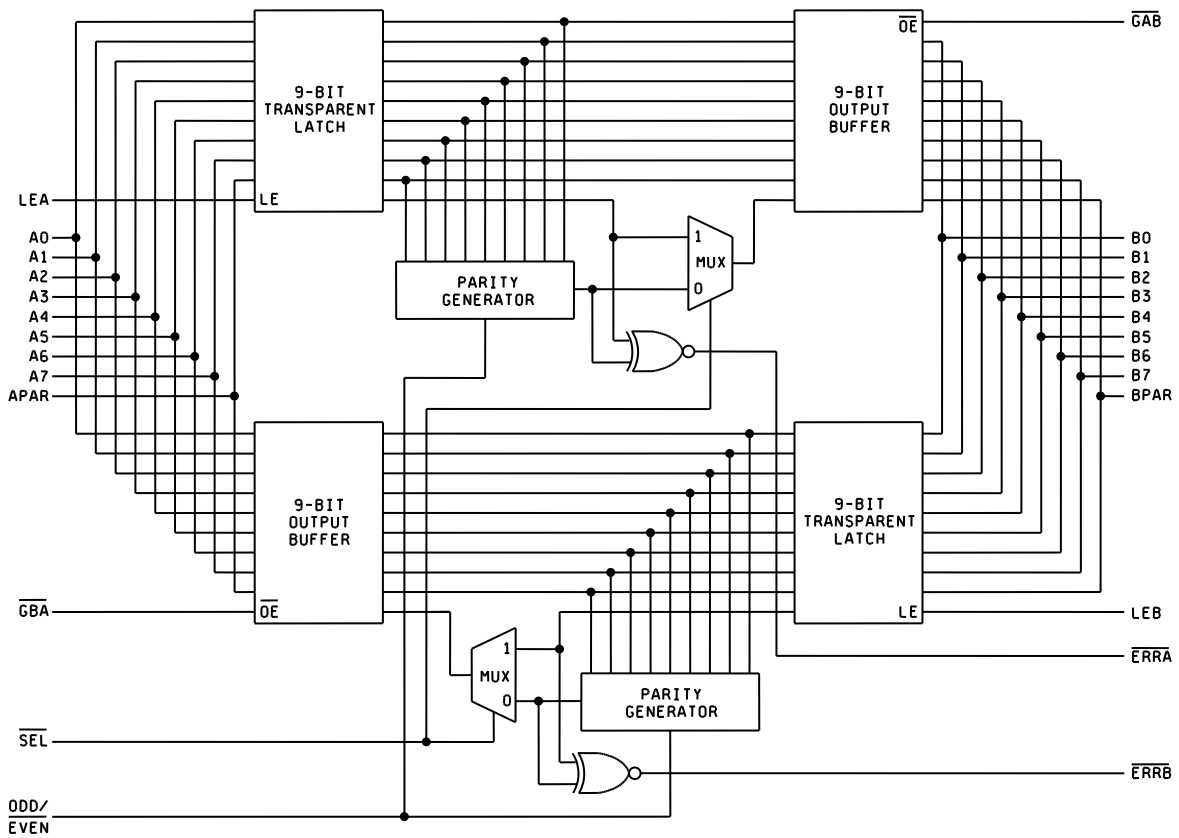 OE
GAB
9-BIT
TRANSPARENT
LATCH
9-BIT
OUTPUT
BUFFER
LEA
LE
A0
A1
A2
A3
A4
A5
A6
A7
APAR
1
MUX
0
PARITY
GENERATOR
B0
B1
B2
B3
B4
B5
B6
B7
BPAR
9-BIT
OUTPUT
BUFFER
9-BIT
TRANSPARENT
LATCH
GBA
OE
LE
LEB
1
MUX
0
ERRA
PARITY
GENERATOR
SEL
ERRB
ODD/
EVEN